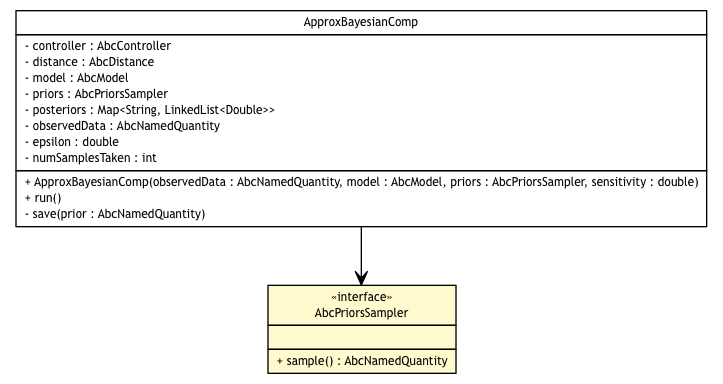 ApproxBayesianComp
- controller : AbcController
- distance : AbcDistance
- model : AbcModel
- priors : AbcPriorsSampler
- posteriors : Map<String, LinkedList<Double>>
- observedData : AbcNamedQuantity
- epsilon : double
- numSamplesTaken : int
+ ApproxBayesianComp(observedData : AbcNamedQuantity, model : AbcModel, priors : AbcPriorsSampler, sensitivity : double)
+ run()
- save(prior : AbcNamedQuantity)
«interface»
AbcPriorsSampler
+ sample() : AbcNamedQuantity